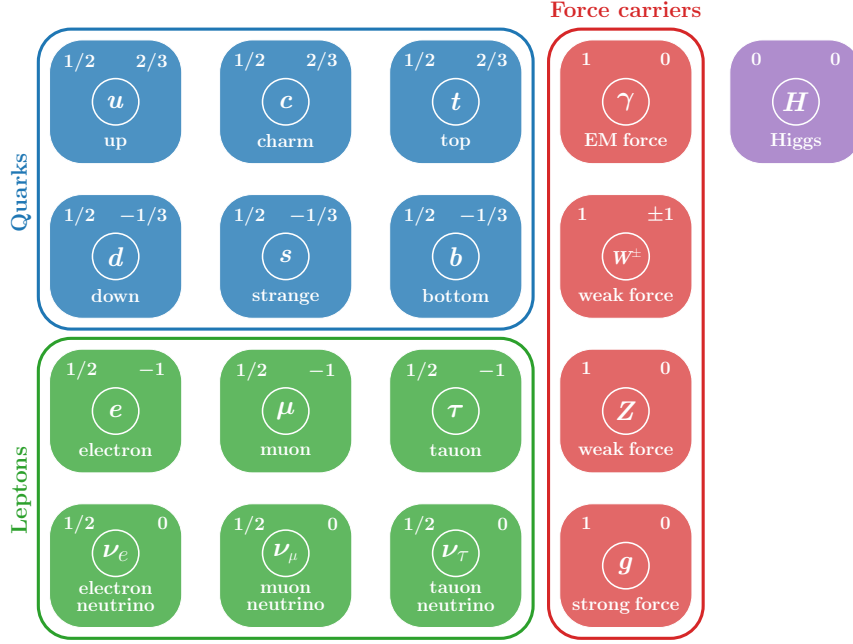 Force carriers
Quarks
1/2 2/3
u
up
1/2 2/3
c
charm
1/2 2/3
t
top
1 0
γ
EM force
0 0
H
Higgs
1/2 −1/3
d
down
1/2 −1/3
s
strange
1/2 −1/3
b
bottom
1 ±1
W±
weak force
Leptons
1/2 −1
e
electron
1/2 −1
μ
muon
1/2 −1
τ
tauon
1 0
Z
weak force
1/2 0
νe
electron
neutrino
1/2 0
νμ
muon
neutrino
1/2 0
ντ
tauon
neutrino
1 0
g
strong force